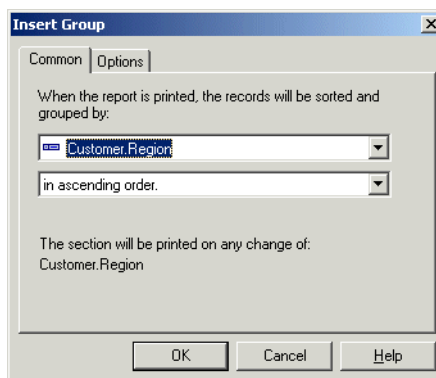 Insert Group
Common Options
When the report is printed, the records will be sorted and
grouped by:
Customer.Region
in ascending order.
The section will be printed on any change of:
Customer.Region
OK Cancel Help